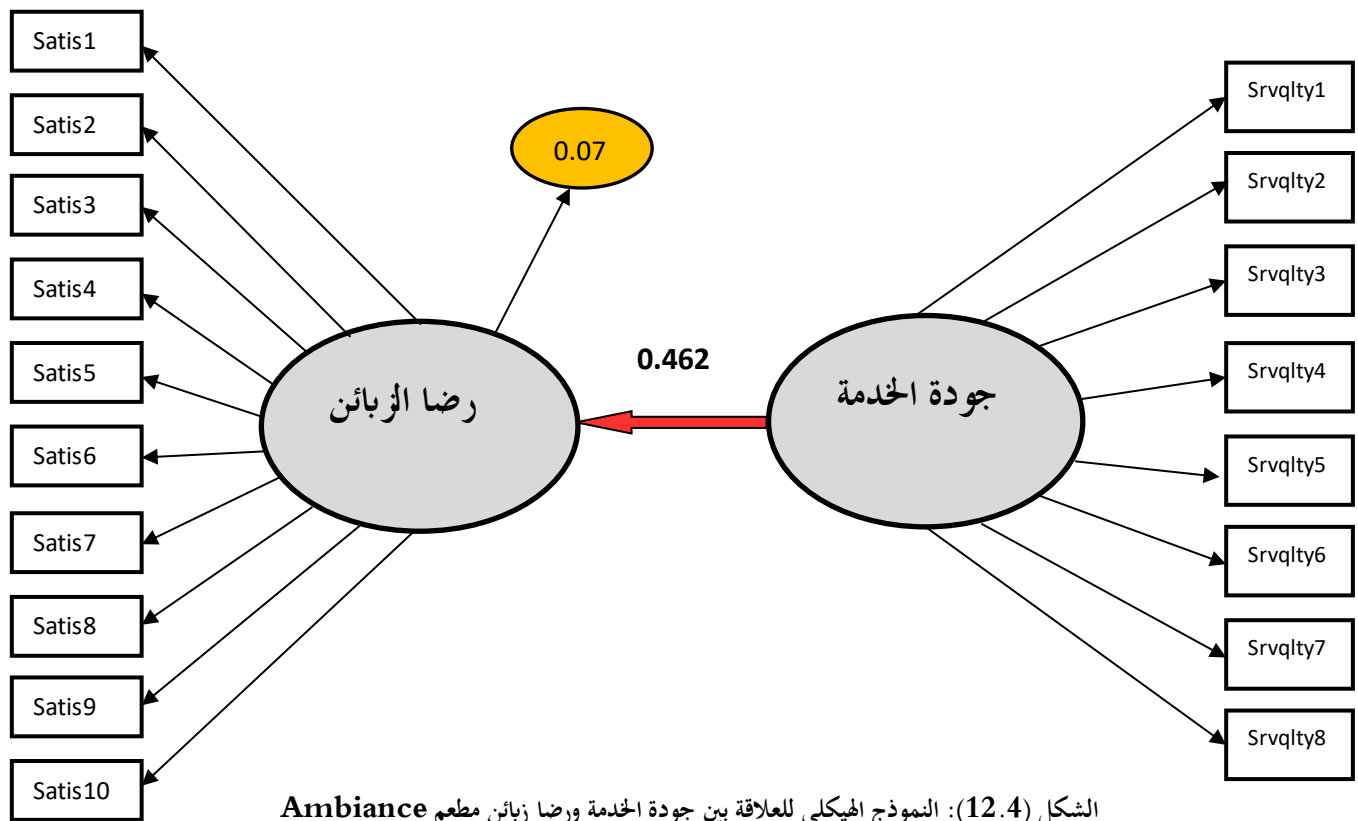 Satis1
Satis2
Satis3
Satis4
Satis5
Satis6
Satis7
Satis8
Satis9
Satis10
0.07
رضا الزبائن
0.462
جودة الخدمة
Srvqlty1
Srvqlty2
Srvqlty3
Srvqlty4
Srvqlty5
Srvqlty6
Srvqlty7
Srvqlty8
الشكل (12.4): النموذج الهيكلي للعلاقة بين جودة الخدمة ورضا زبائن مطعم Ambiance